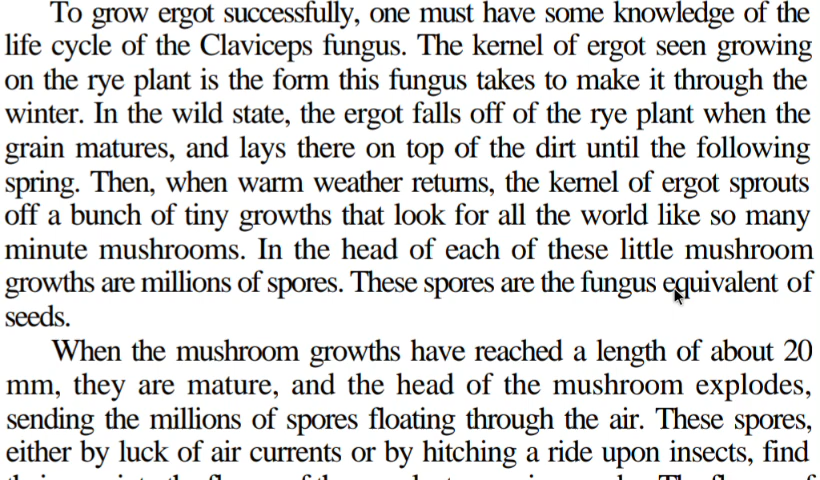 To grow ergot successfully, one must have some knowledge of the
life cycle of the Claviceps fungus. The kernel of ergot seen growing
on the rye plant is the form this fungus takes to make it through the
winter. In the wild state, the ergot falls off of the rye plant when the
grain matures, and lays there on top of the dirt until the following
spring. Then, when warm weather returns, the kernel of ergot sprouts
off a bunch of tiny growths that look for all the world like so many
minute mushrooms. In the head of each of these little mushroom
growths are millions of spores. These spores are the fungus equivalent of
seeds.
When the mushroom growths have reached a length of about 20
mm, they are mature, and the head of the mushroom explodes,
sending the millions of spores floating through the air. These spores,
either by luck of air currents or by hitching a ride upon insects, find